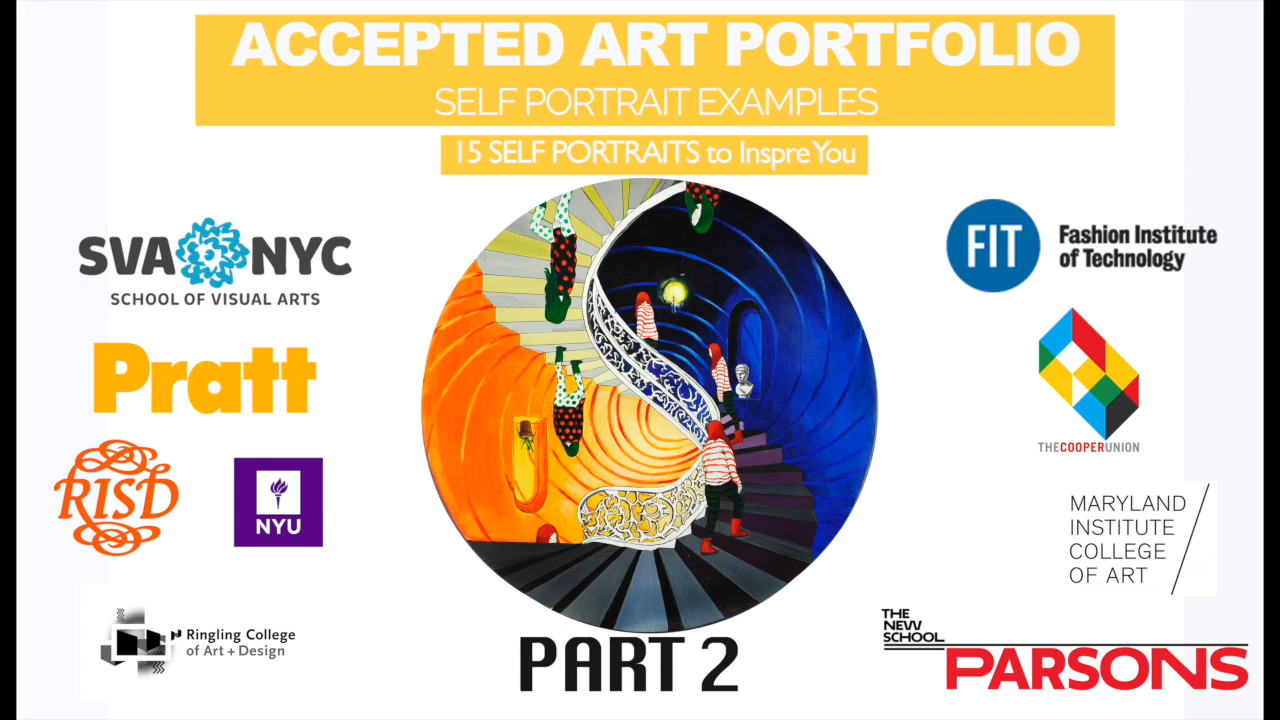 ACCEPTED ART PORTFOLIO
SELF PORTRAIT EXAMPLES
15 SELF PORTRAITS to Inspre You
SVA NYC
SCHOOL OF VISUAL ARTS
Pratt
RISD
NYU
Ringling College
of Art + Design
FIT
Fashion Institute
of Technology
THECOOPERUNION
MARYLAND
INSTITUTE
COLLEGE
OF ART
THE
NEW
SCHOOL
PARSONS
PART 2